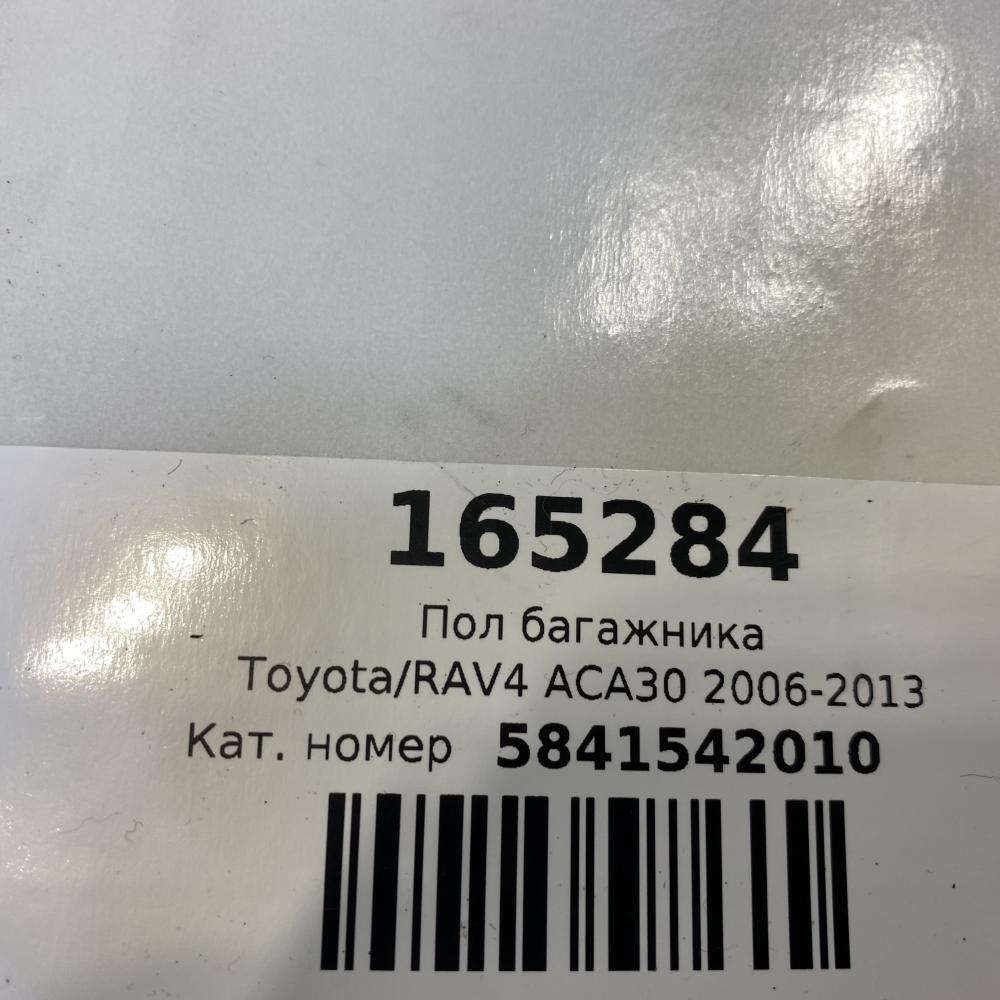 165284
Пол багажника
Toyota/RAV4 ACA30 2006-2013
Кат. номер 5841542010